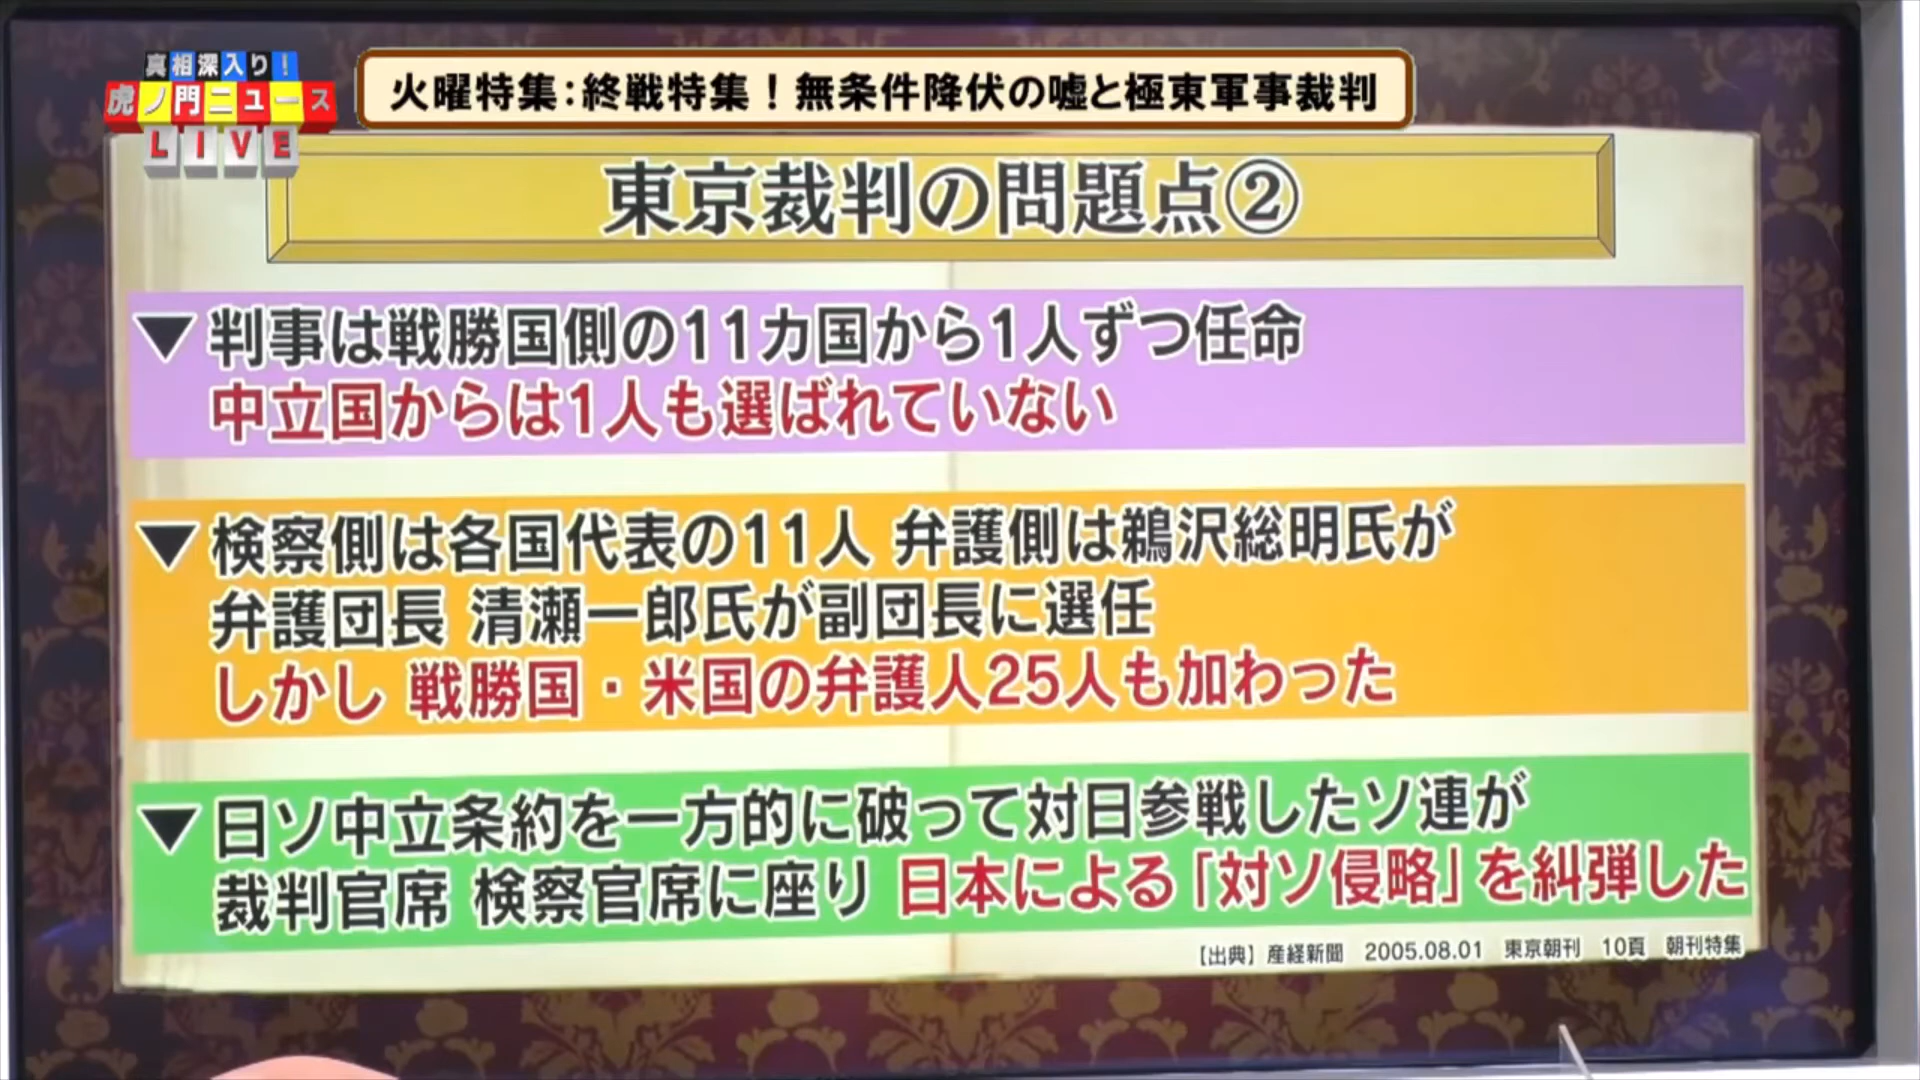 真相深入り！
虎ノ門ニュース
LIVE
火曜特集：終戦特集！無条件降伏の嘘と極東軍事裁判
東京裁判の問題点②
▼判事は戦勝国側の11カ国から1人ずつ任命
中立国からは1人も選ばれていない
▼検察側は各国代表の11人 弁護側は鵜沢総明氏が
弁護団長 清瀬一郎氏が副団長に選任
しかし 戦勝国・米国の弁護人25人も加わった
▼日ソ中立条約を一方的に破って対日参戦したソ連が
裁判官席 検察官席に座り 日本による「対ソ侵略」を糾弾した
【出典】産経新聞 2005.08.01 東京朝刊 10頁 朝刊特集